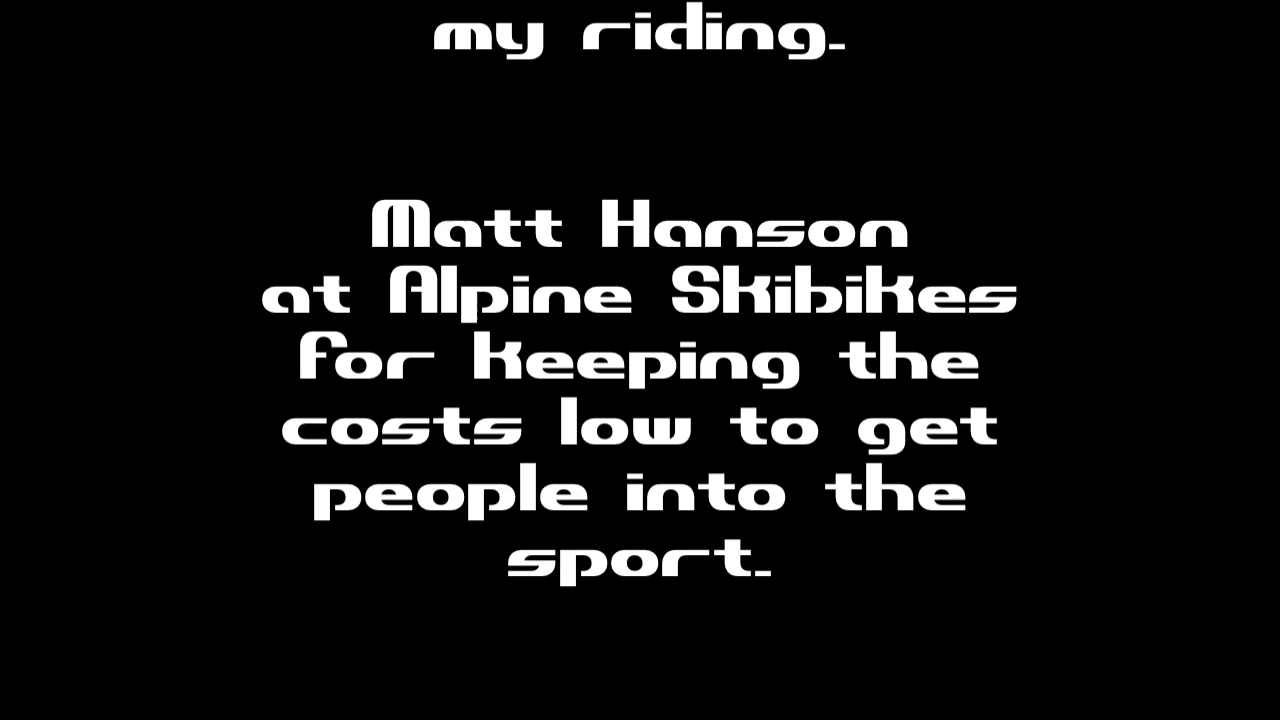 my riding.
Matt Hanson
at Alpine Skibikes
for keeping the
costs low to get
people into the
sport.